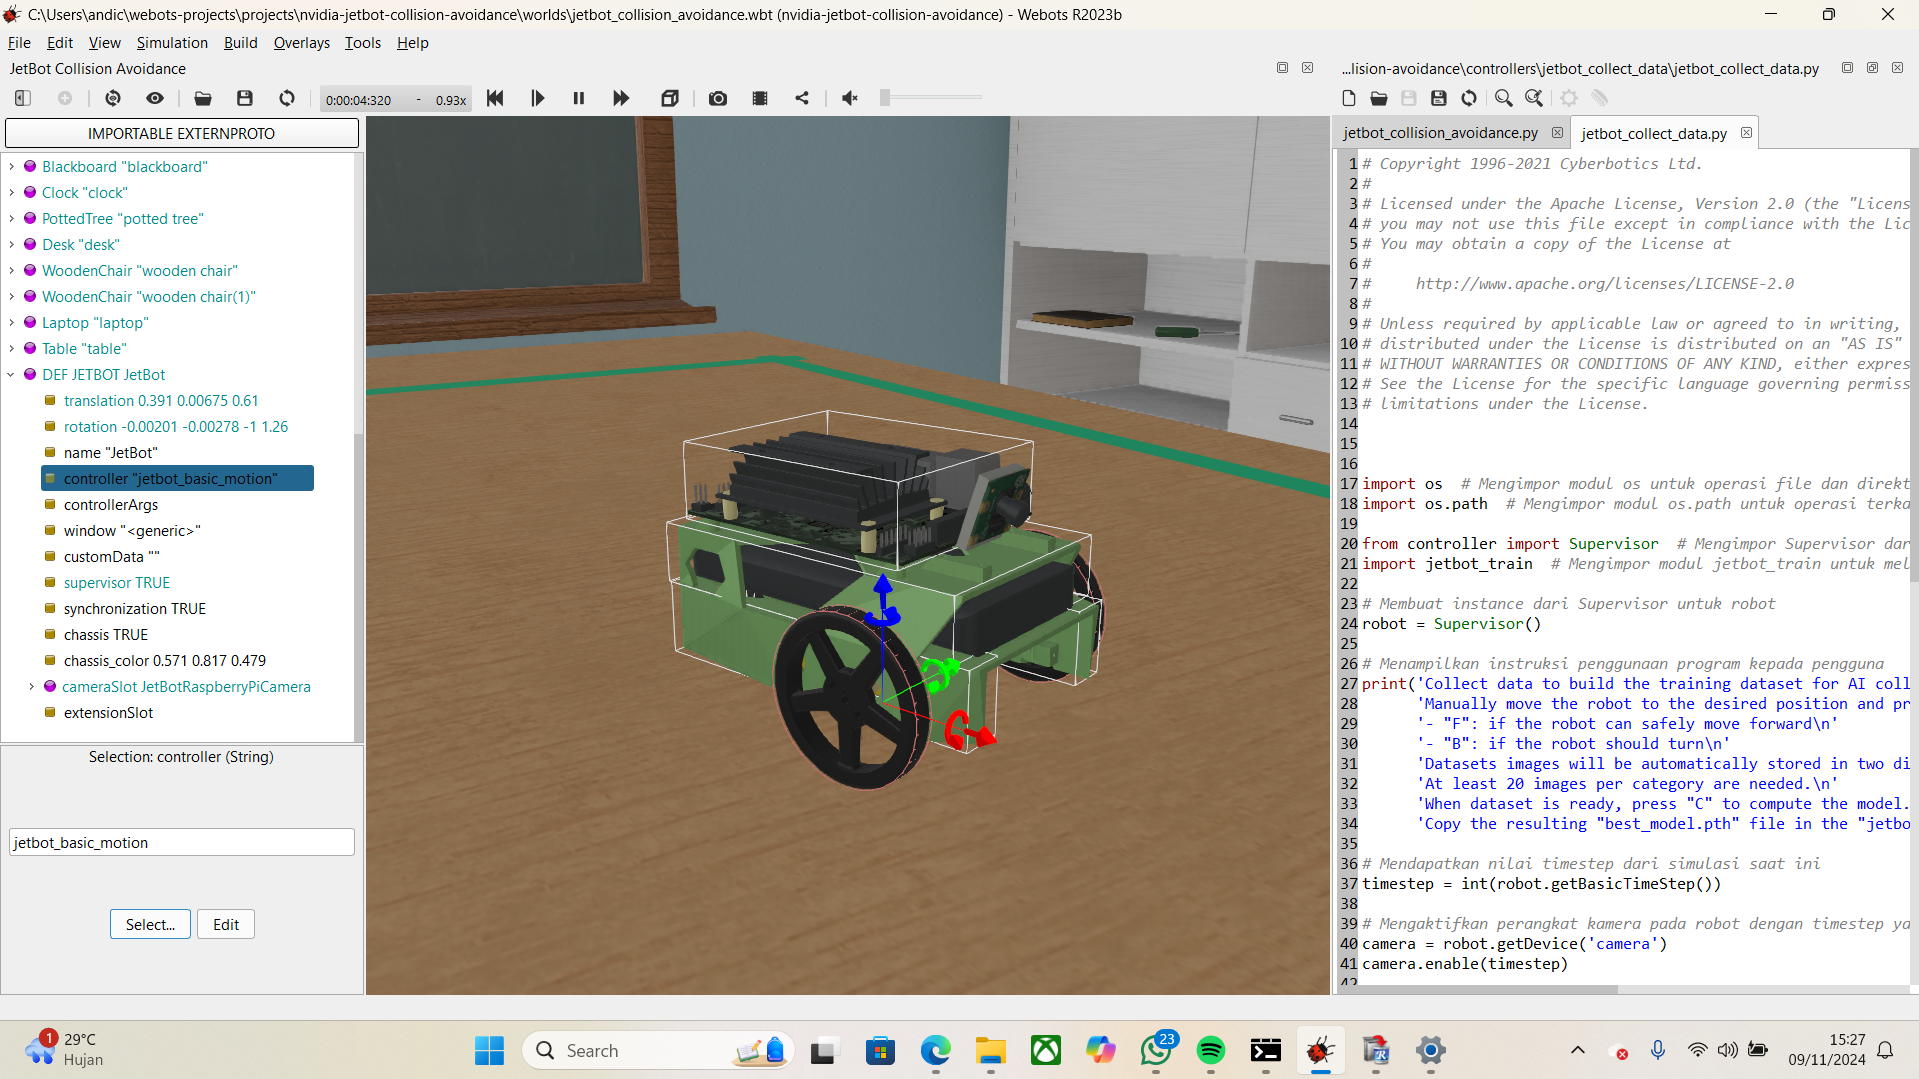 C:\Users\andic\webots-projects\projects\nvidia-jetbot-collision-avoidance\worlds\jetbot_collision_avoidance.wbt (nvidia-jetbot-collision-avoidance) - Webots R2023b
File Edit View Simulation Build Overlays Tools Help
JetBot Collision Avoidance
0:00:04:320 - 0.93x
IMPORTABLE EXTERNPROTO
Blackboard "blackboard"
Clock "clock"
PottedTree "potted tree"
Desk "desk"
WoodenChair "wooden chair"
WoodenChair "wooden chair(1)"
Laptop "laptop"
Table "table"
DEF JETBOT JetBot
translation 0.391 0.00675 0.61
rotation -0.00201 -0.00278 -1 1.26
name "JetBot"
controller "jetbot_basic_motion"
controllerArgs
window "<generic>"
customData ""
supervisor TRUE
synchronization TRUE
chassis TRUE
chassis_color 0.571 0.817 0.479
cameraSlot JetBotRaspberryPiCamera
extensionSlot
Selection: controller (String)
jetbot_basic_motion
Select... Edit
...lision-avoidance\controllers\jetbot_collect_data\jetbot_collect_data.py
jetbot_collision_avoidance.py jetbot_collect_data.py
1 # Copyright 1996-2021 Cyberbotics Ltd.
2 #
3 # Licensed under the Apache License, Version 2.0 (the "Licens
4 # you may not use this file except in compliance with the Lic
5 # You may obtain a copy of the License at
6 #
7 #     http://www.apache.org/licenses/LICENSE-2.0
8 #
9 # Unless required by applicable law or agreed to in writing,
10 # distributed under the License is distributed on an "AS IS"
11 # WITHOUT WARRANTIES OR CONDITIONS OF ANY KIND, either expres
12 # See the License for the specific language governing permiss
13 # limitations under the License.
14
15
16
17 import os  # Mengimpor modul os untuk operasi file dan direkt
18 import os.path  # Mengimpor modul os.path untuk operasi terka
19
20 from controller import Supervisor  # Mengimpor Supervisor dar
21 import jetbot_train  # Mengimpor modul jetbot_train untuk mel
22
23 # Membuat instance dari Supervisor untuk robot
24 robot = Supervisor()
25
26 # Menampilkan instruksi penggunaan program kepada pengguna
27 print('Collect data to build the training dataset for AI coll
28 'Manually move the robot to the desired position and pr
29 '- "F": if the robot can safely move forward\n'
30 '- "B": if the robot should turn\n'
31 'Datasets images will be automatically stored in two di
32 'At least 20 images per category are needed.\n'
33 'When dataset is ready, press "C" to compute the model.
34 'Copy the resulting "best_model.pth" file in the "jetbo
35
36 # Mendapatkan nilai timestep dari simulasi saat ini
37 timestep = int(robot.getBasicTimeStep())
38
39 # Mengaktifkan perangkat kamera pada robot dengan timestep ya
40 camera = robot.getDevice('camera')
41 camera.enable(timestep)
42
1
29°C
Hujan
Search
23
15:27
09/11/2024